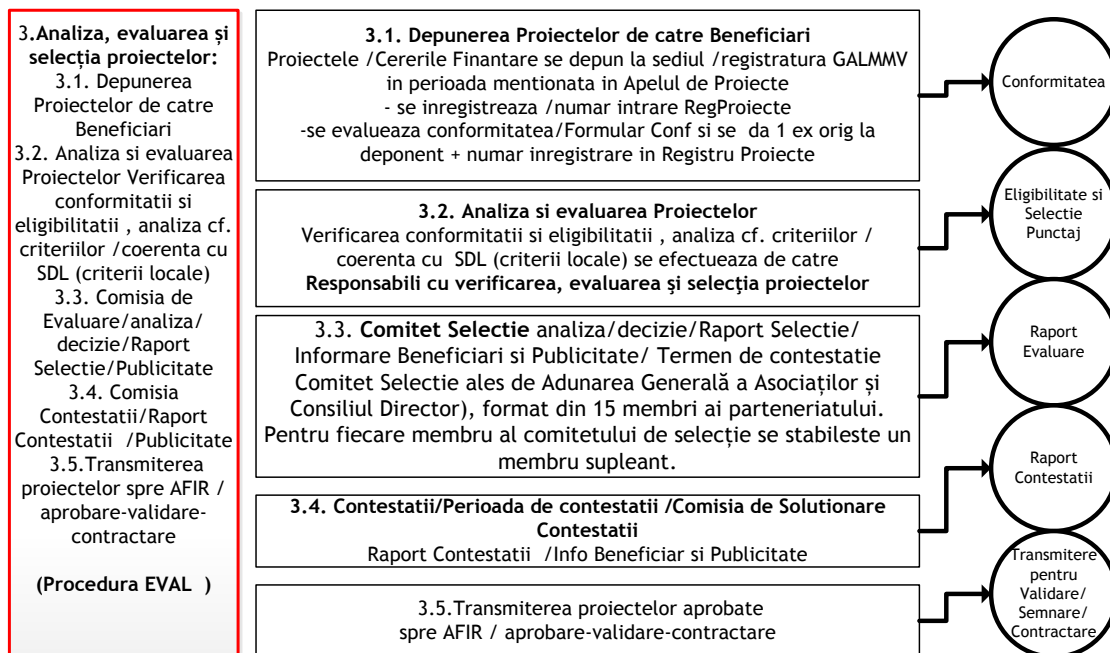 3.Analiza, evaluarea și
selecția proiectelor:
3.1. Depunerea
Proiectelor de catre
Beneficiari
3.2. Analiza si evaluarea
Proiectelor Verificarea
conformitatii si
eligibilitatii , analiza cf.
criteriilor /coerenta cu
SDL (criterii locale)
3.3. Comisia de
Evaluare/analiza/
decizie/Raport
Selectie/Publicitate
3.4. Comisia
Contestatii/Raport
Contestatii /Publicitate
3.5.Transmiterea
proiectelor spre AFIR /
aprobare-validare-
contractare
(Procedura EVAL )
3.1. Depunerea Proiectelor de catre Beneficiari
Proiectele /Cererile Finantare se depun la sediul /registratura GALMMV
in perioada mentionata in Apelul de Proiecte
- se inregistreaza /numar intrare RegProiecte
-se evalueaza conformitatea/Formular Conf si se da 1 ex orig la
deponent + numar inregistrare in Registru Proiecte
Conformitatea
3.2. Analiza si evaluarea Proiectelor
Verificarea conformitatii si eligibilitatii , analiza cf. criteriilor /
coerenta cu SDL (criterii locale) se efectueaza de catre
Responsabili cu verificarea, evaluarea şi selecția proiectelor
Eligibilitate si
Selectie
Punctaj
3.3. Comitet Selectie analiza/decizie/Raport Selectie/
Informare Beneficiari si Publicitate/ Termen de contestatie
Comitet Selectie ales de Adunarea Generală a Asociaților și
Consiliul Director), format din 15 membri ai parteneriatului.
Pentru fiecare membru al comitetului de selecție se stabileste un
membru supleant.
Raport
Evaluare
3.4. Contestatii/Perioada de contestatii /Comisia de Solutionare
Contestatii
Raport Contestatii /Info Beneficiar si Publicitate
Raport
Contestatii
3.5.Transmiterea proiectelor aprobate
spre AFIR / aprobare-validare-contractare
Transmitere
pentru
Validare/
Semnare/
Contractare